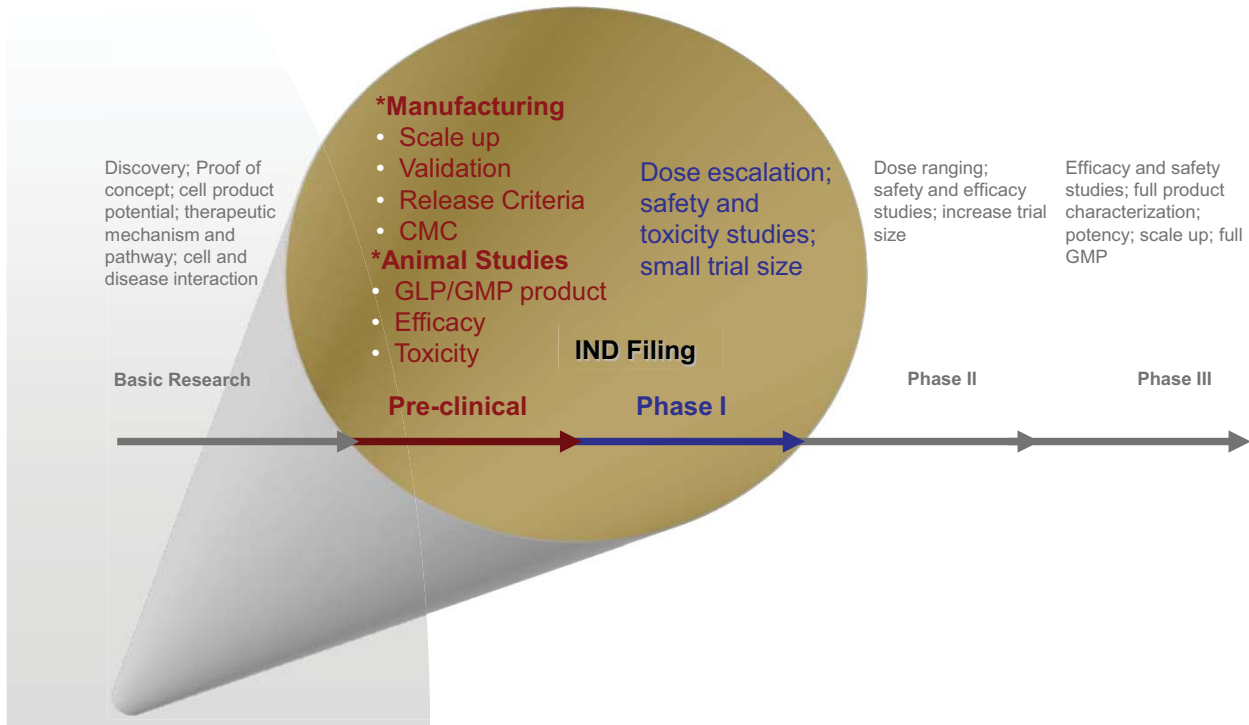 Discovery; Proof of
concept; cell product
potential; therapeutic
mechanism and
pathway; cell and
disease interaction
Basic Research
*Manufacturing
• Scale up
• Validation
• Release Criteria
• CMC
*Animal Studies
• GLP/GMP product
• Efficacy
• Toxicity
Pre-clinical
Dose escalation;
safety and
toxicity studies;
small trial size
IND Filing
Phase I
Dose ranging;
safety and efficacy
studies; increase trial
size
Phase II
Efficacy and safety
studies; full product
characterization;
potency; scale up; full
GMP
Phase III